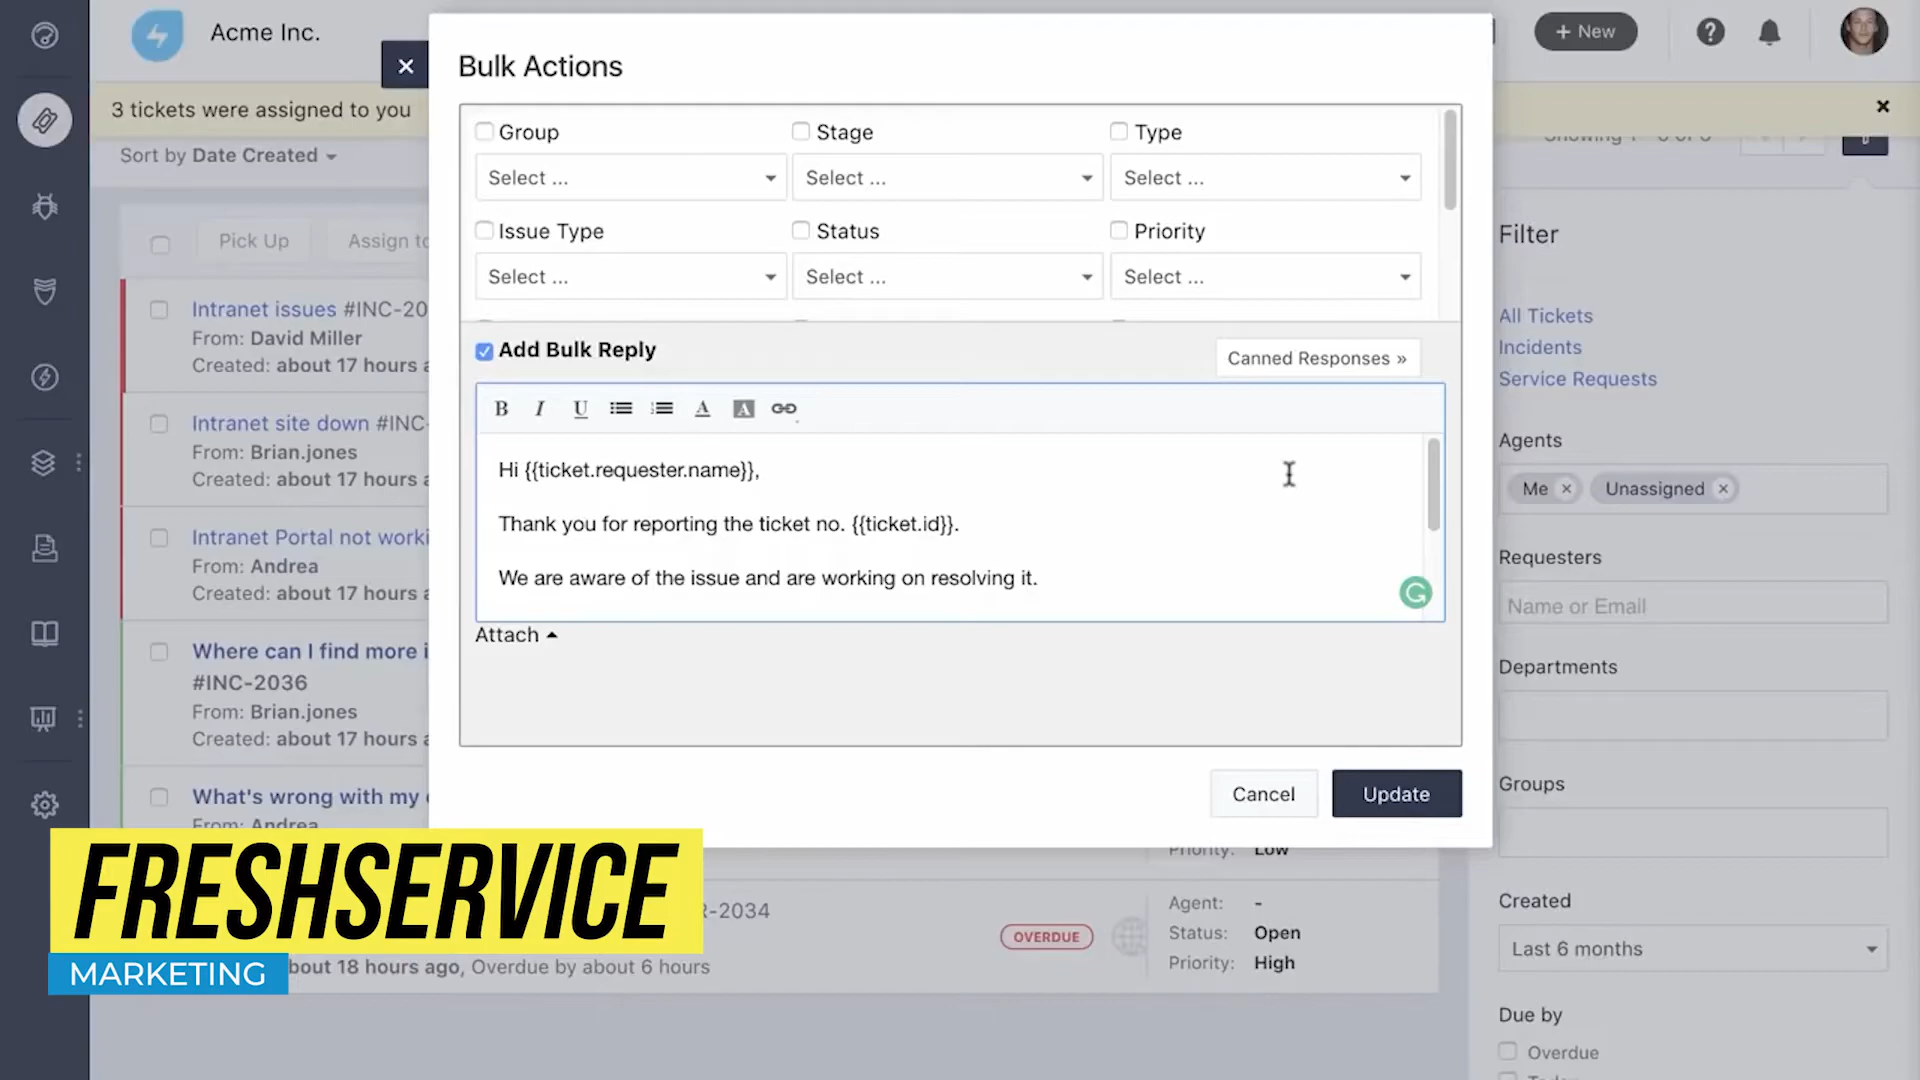 Acme Inc.
+ New
3 tickets were assigned to you
Sort by Date Created
Pick Up
Assign to
Intranet issues #INC-20
From: David Miller
Created: about 17 hours a
Intranet site down #INC-
From: Brian.jones
Created: about 17 hours a
Intranet Portal not worki
From: Andrea
Created: about 17 hours a
Where can I find more i
#INC-2036
From: Brian.jones
Created: about 17 hours a
What's wrong with my
From: Andrea
Bulk Actions
Group
Stage
Type
Select ...
Select ...
Select ...
Issue Type
Status
Priority
Select ...
Select ...
Select ...
Add Bulk Reply
Canned Responses »
B I U A A
Hi {{ticket.requester.name}},
Thank you for reporting the ticket no. {{ticket.id}}.
We are aware of the issue and are working on resolving it.
Attach
Cancel
Update
Priority: Low
R-2034
OVERDUE
Agent: -
Status: Open
Priority: High
bout 18 hours ago, Overdue by about 6 hours
FRESHSERVICE
MARKETING
Filter
All Tickets
Incidents
Service Requests
Agents
Me ×
Unassigned ×
Requesters
Name or Email
Departments
Groups
Created
Last 6 months
Due by
Overdue